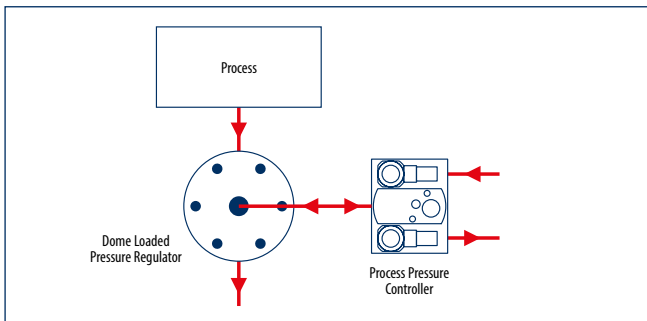 Process
Dome Loaded
Pressure Regulator
Process Pressure
Controller